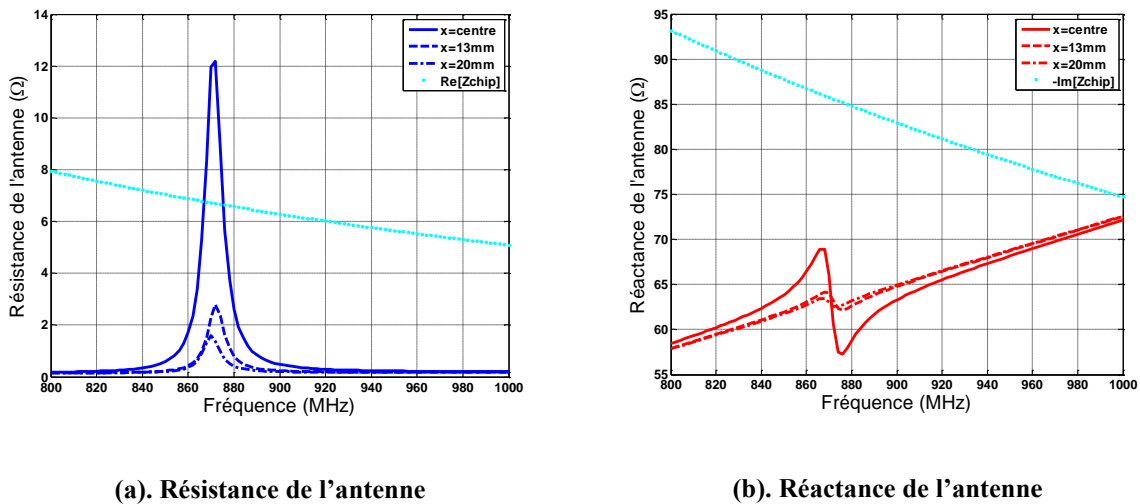 14
12
10
8
6
4
2
0
800 820 840 860 880 900 920 940 960 980 1000
Résistance de l'antenne (Ω)
Fréquence (MHz)
x=centre
x=13mm
x=20mm
Re[Zchip]
95
90
85
80
75
70
65
60
55
800 820 840 860 880 900 920 940 960 980 1000
Réactance de l'antenne (Ω)
Fréquence (MHz)
x=centre
x=13mm
x=20mm
-Im[Zchip]
(a). Résistance de l’antenne
(b). Réactance de l’antenne